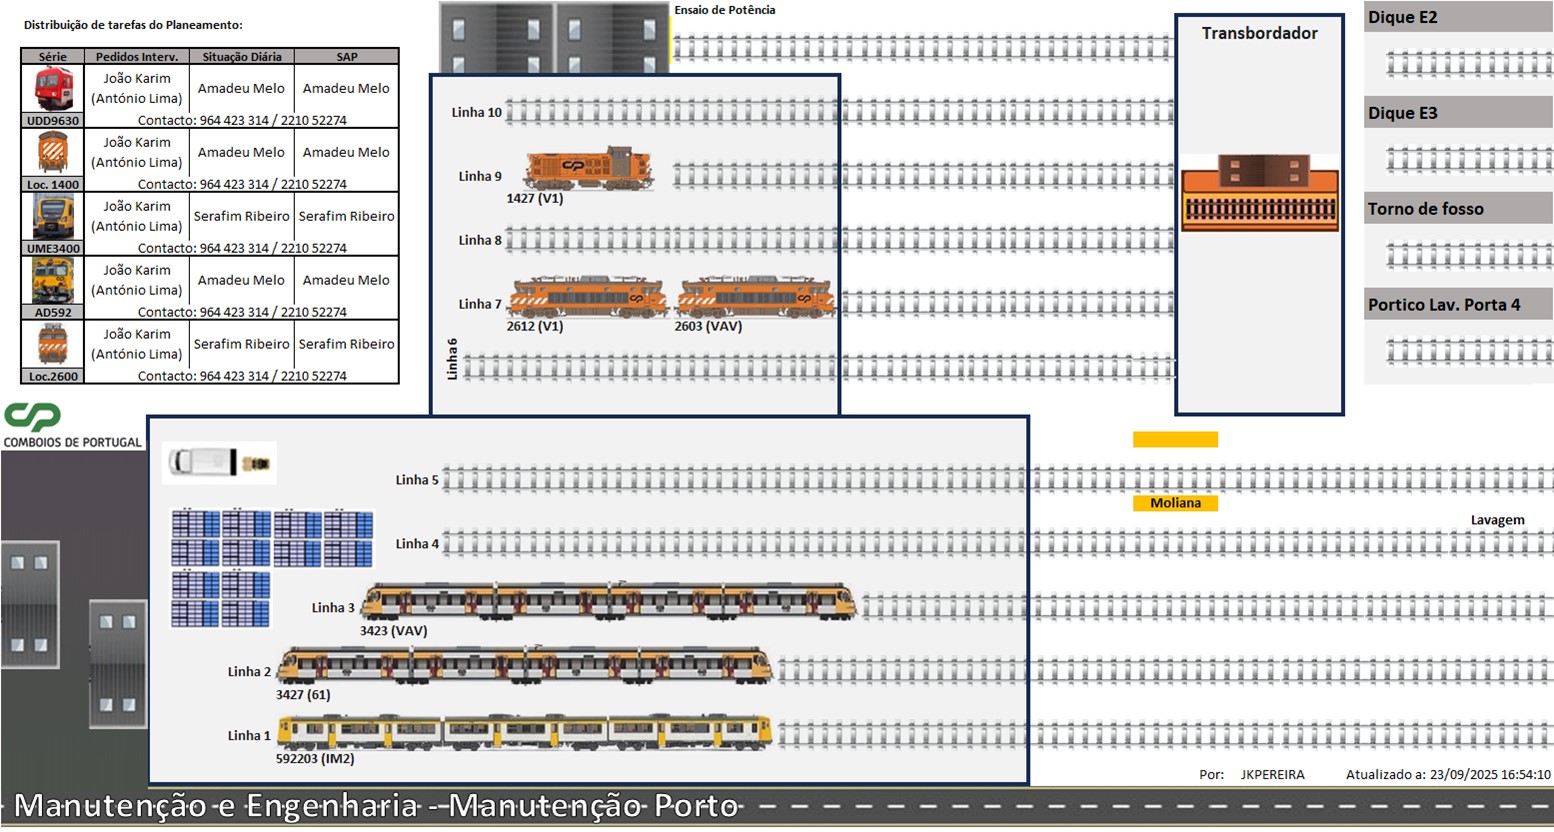 Distribuição de tarefas do Planeamento:
Série Pedidos Interv. Situação Diária SAP
João Karim
(António Lima) Amadeu Melo Amadeu Melo
UDD9630 Contacto: 964 423 314 / 2210 52274
João Karim
(António Lima) Amadeu Melo Amadeu Melo
Loc. 1400 Contacto: 964 423 314 / 2210 52274
João Karim
(António Lima) Serafim Ribeiro Serafim Ribeiro
UME3400 Contacto: 964 423 314 / 2210 52274
João Karim
(António Lima) Amadeu Melo Amadeu Melo
AD592 Contacto: 964 423 314 / 2210 52274
João Karim
(António Lima) Serafim Ribeiro Serafim Ribeiro
Loc.2600 Contacto: 964 423 314 / 2210 52274
Ensaio de Potência
Linha 10
Linha 9
CP
1427 (V1)
Linha 8
Linha 7
CP
2612 (V1) 2603 (VAV)
Linha 6
Transbordador
Dique E2
Dique E3
Torno de fosso
Portico Lav. Porta 4
CP
COMBOIOS DE PORTUGAL
Linha 5
Moliana
Lavagem
Linha 4
Linha 3
3423 (VAV)
Linha 2
3427 (61)
Linha 1
592203 (IM2)
Por: JKPEREIRA Atualizado a: 23/09/2025 16:54:10
Manutenção e Engenharia - Manutenção Porto